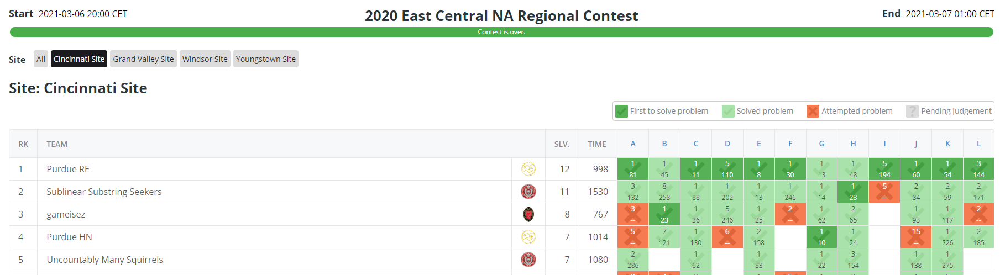 Start 2021-03-06 20:00 CET
2020 East Central NA Regional Contest
End 2021-03-07 01:00 CET
Contest is over.
Site All Cincinnati Site Grand Valley Site Windsor Site Youngstown Site
Site: Cincinnati Site
First to solve problem Solved problem Attempted problem ? Pending judgement
RK TEAM SLV. TIME A B C D E F G H I J K L
1 Purdue RE 12 998 1 1 1 5 1 1 1 1 5 1 1 3
81 45 11 110 8 30 13 48 194 60 54 144
2 Sublinear Substring Seekers 11 1530 3 8 1 1 1 1 1 1 5 2 2 2
132 258 88 202 13 246 14 23 -- 84 59 171
3 gameisez 8 767 3 1 1 5 1 2 1 2 1 1 2
-- 23 36 246 25 -- 62 65 93 117 --
4 Purdue HN 7 1014 5 7 1 6 2 1 1 15 1 2
-- 121 130 -- 158 10 24 -- 226 185
5 Uncountably Many Squirrels 7 1080 2 1 1 1 3 1 1
286 62 83 22 154 138 275